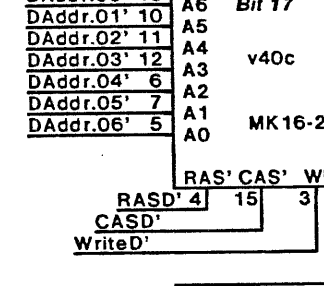 A6 Bit 17
DAddr.01' 10
A5
DAddr.02' 11
A4
DAddr.03' 12 v40c
A3
DAddr.04' 6
A2
DAddr.05' 7
A1 MK16-2
DAddr.06' 5
A0
RAS' CAS' W
RASD' 4 15 3
CASD'
WriteD'